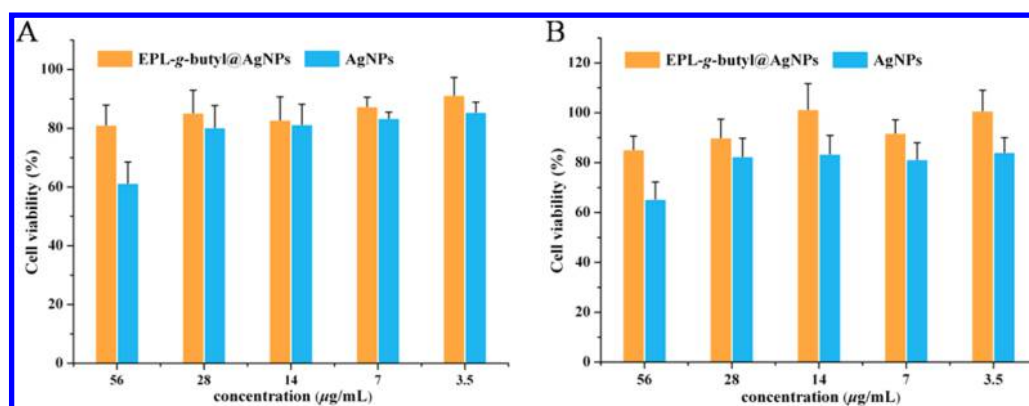 A
EPL-g-butyl@AgNPs AgNPs
100
80
60
40
20
0
Cell viability (%)
56 28 14 7 3.5
concentration (μg/mL)
B
EPL-g-butyl@AgNPs AgNPs
120
100
80
60
40
20
0
Cell viability (%)
56 28 14 7 3.5
concentration (μg/mL)